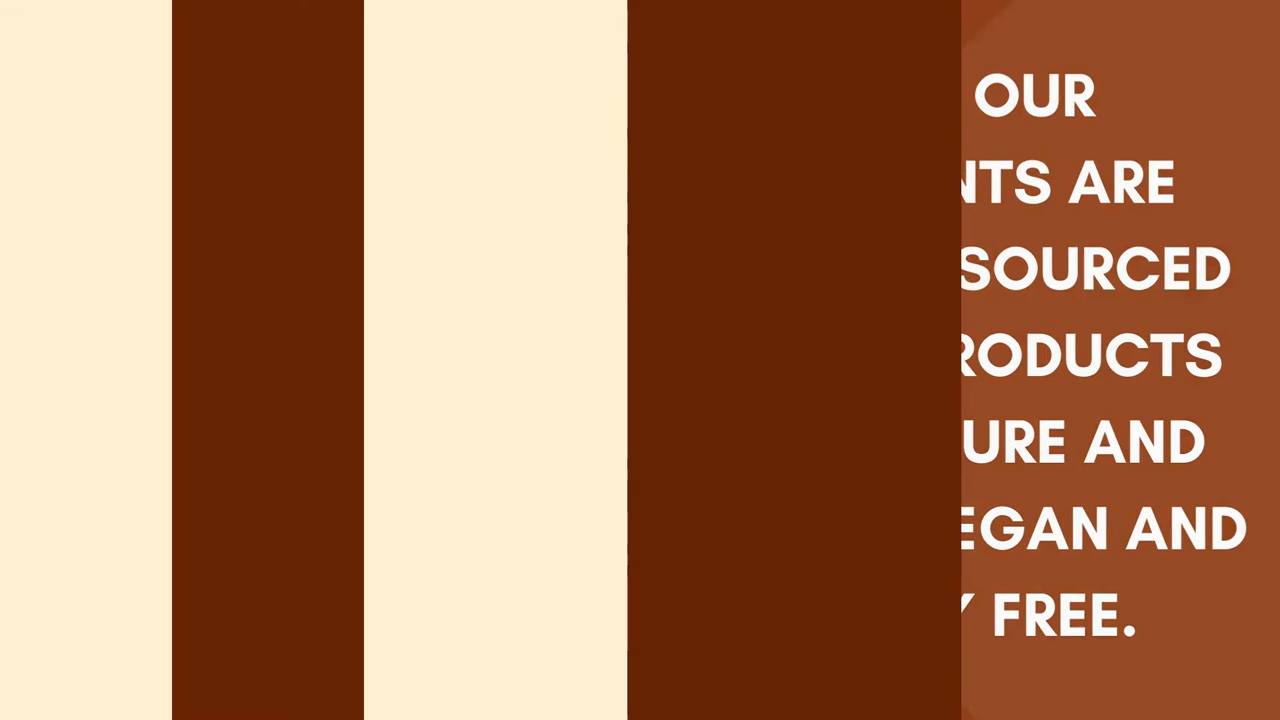 OUR
NTS ARE
SOURCED
RODUCTS
URE AND
EGAN AND
FREE.